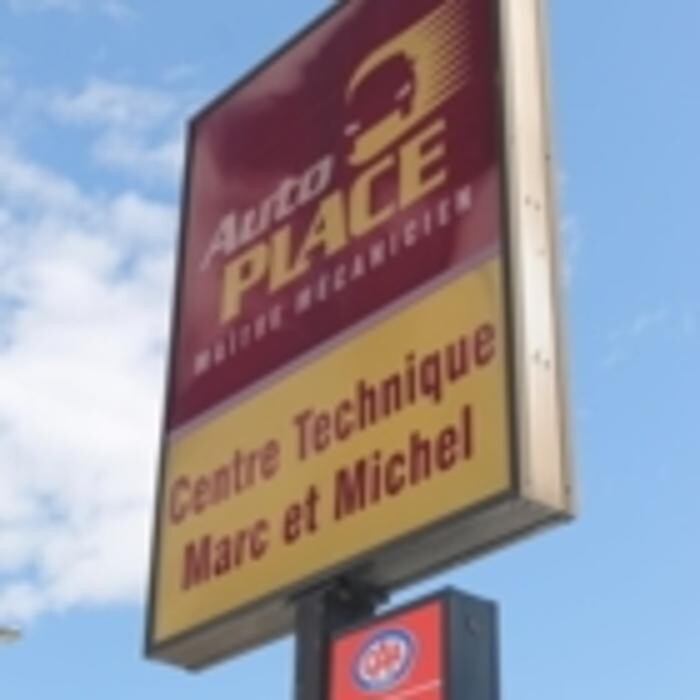 Auto
PLACE
MAÎTRE MÉCANICIEN
Centre Technique
Marc et Michel
CAA